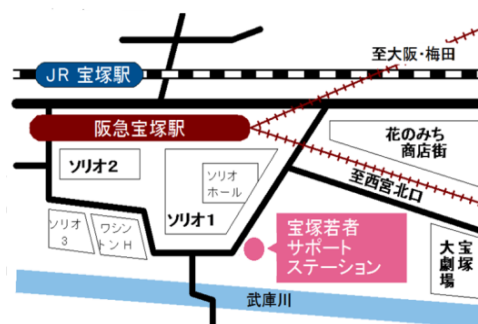 至大阪・梅田
JR 宝塚駅
阪急宝塚駅
花のみち
商店街
ソリオ2
ソリオ
ホール
至西宮北口
ソリオ1
ソリオ
3
ワシン
トンH
宝塚若者
サポート
ステーション
宝塚
大劇場
武庫川